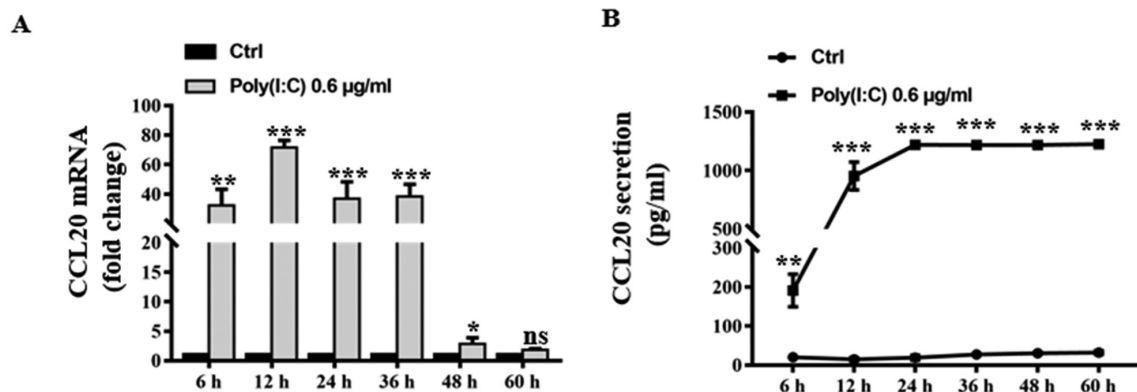 A
Ctrl
Poly(I:C) 0.6 µg/ml
CCL20 mRNA
(fold change)
100
80
60
40
20
15
10
5
0
**
***
***
***
*
ns
6 h 12 h 24 h 36 h 48 h 60 h
B
Ctrl
Poly(I:C) 0.6 µg/ml
CCL20 secretion
(pg/ml)
1500
1000
500
300
200
100
0
**
***
***
***
***
***
6 h 12 h 24 h 36 h 48 h 60 h